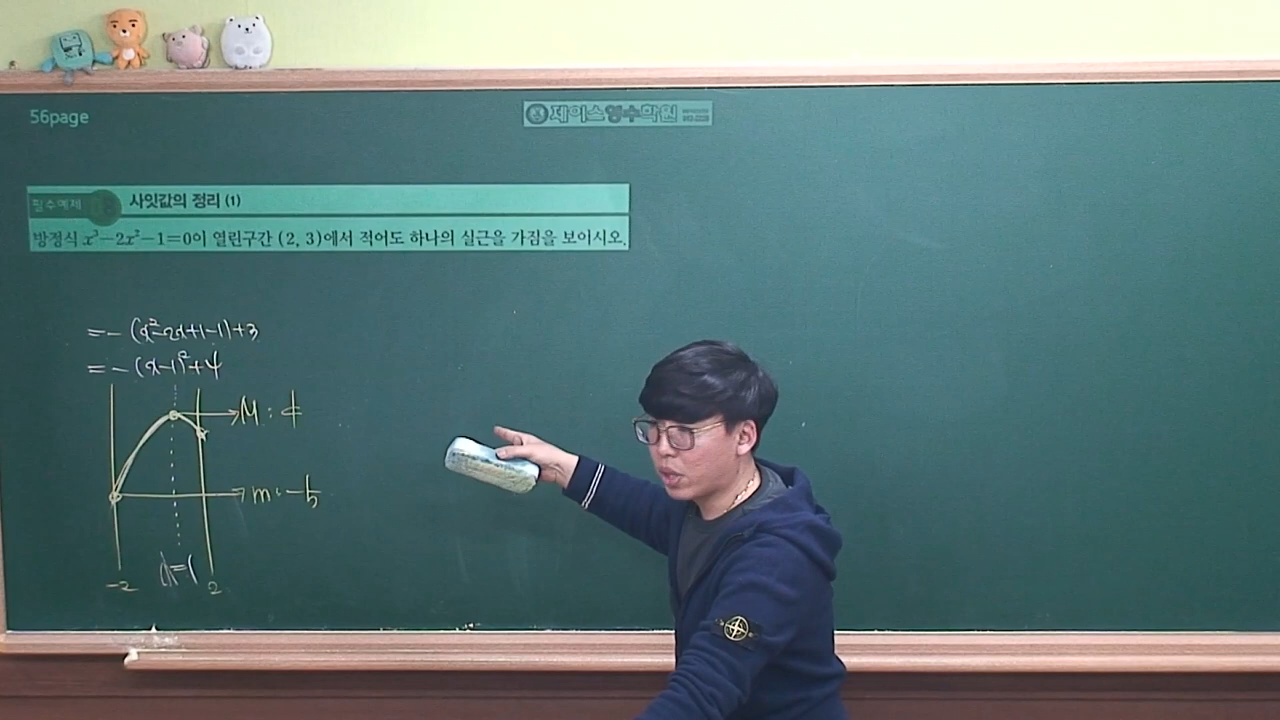 56page
제이스영수학원
필수예제
사잇값의 정리 (1)
방정식 x³−2x²−1=0이 열린구간 (2, 3)에서 적어도 하나의 실근을 가짐을 보이시오.
=-(x²-2x+1-1)+3
=-(x-1)²+4
M: 4
m: -5
-2
x=1
2